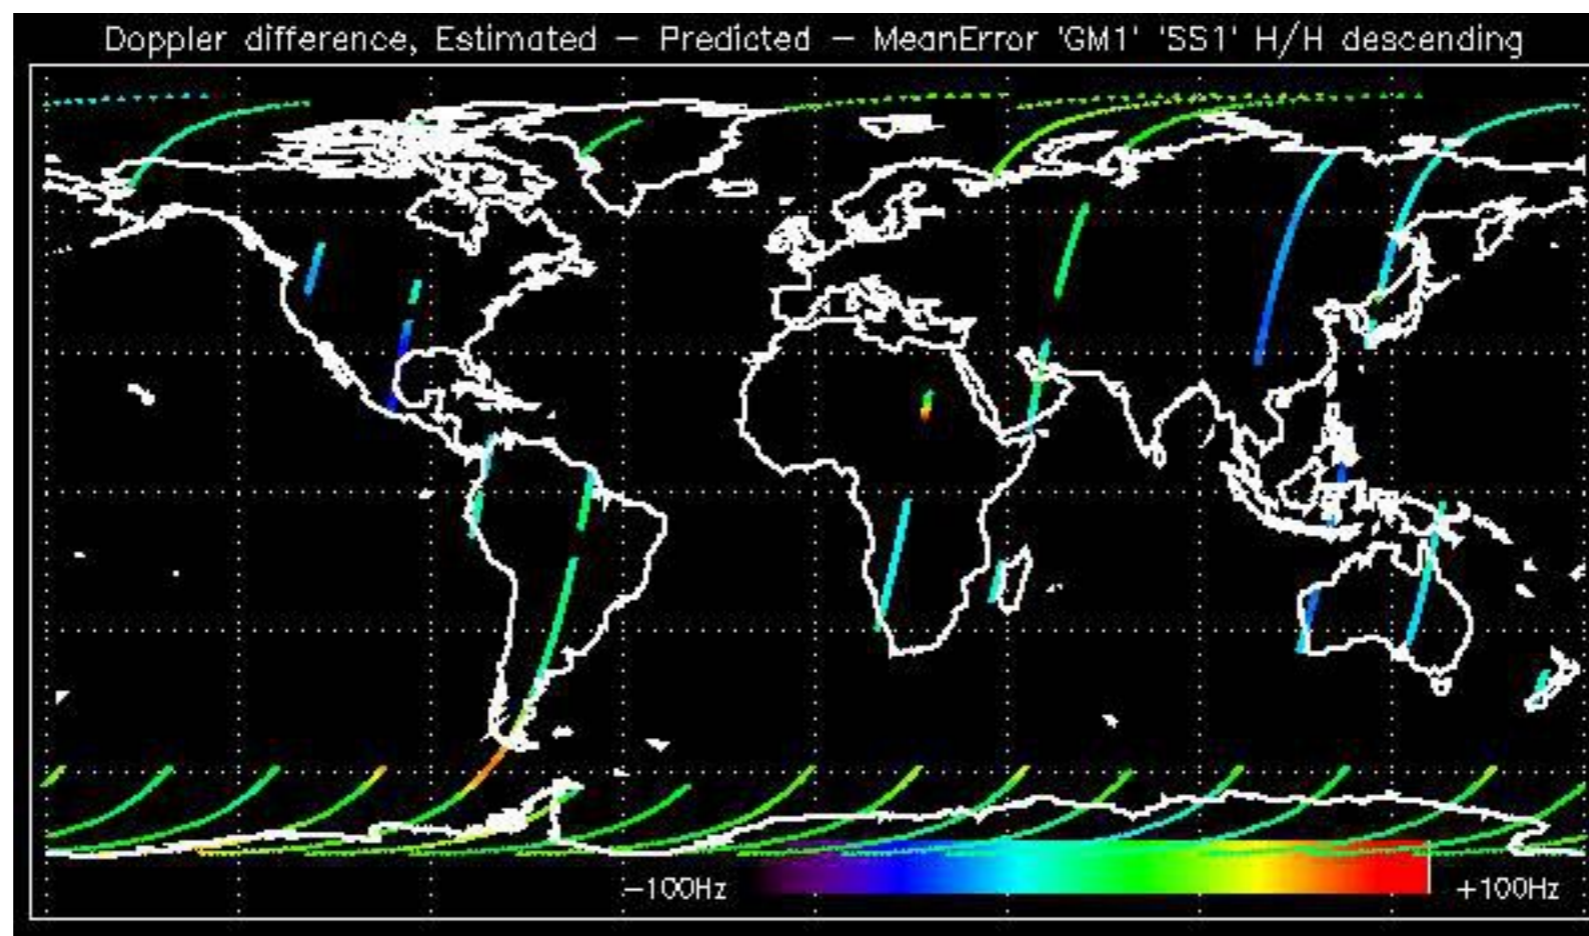 Doppler difference, Estimated − Predicted − MeanError 'GM1' 'SS1' H/H descending
−100Hz
+100Hz